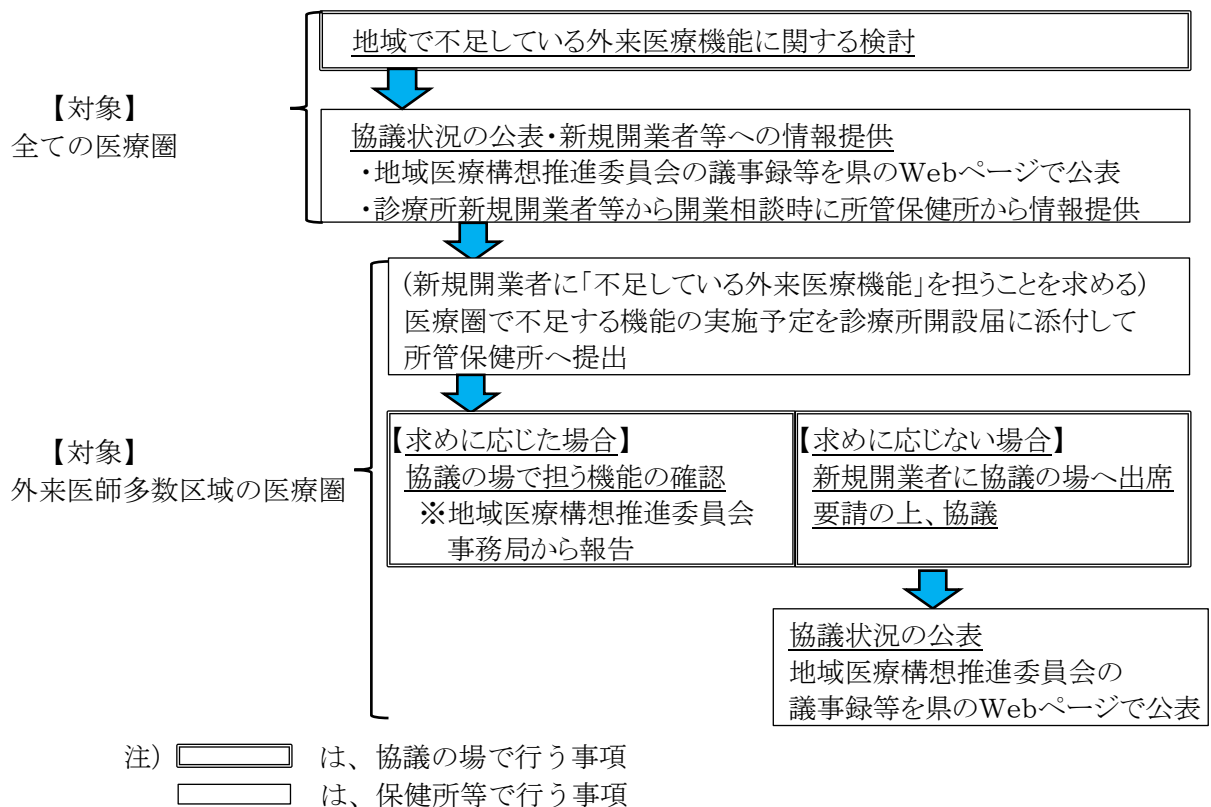 地域で不足している外来医療機能に関する検討
【対象】
全ての医療圏
協議状況の公表・新規開業者等への情報提供
・地域医療構想推進委員会の議事録等を県のWebページで公表
・診療所新規開業者等から開業相談時に所管保健所から情報提供
(新規開業者に「不足している外来医療機能」を担うことを求める)
医療圏で不足する機能の実施予定を診療所開設届に添付して
所管保健所へ提出
【対象】
外来医師多数区域の医療圏
【求めに応じた場合】
協議の場で担う機能の確認
※地域医療構想推進委員会
事務局から報告
【求めに応じない場合】
新規開業者に協議の場へ出席
要請の上、協議
協議状況の公表
地域医療構想推進委員会の
議事録等を県のWebページで公表
注) は、協議の場で行う事項
は、保健所等で行う事項